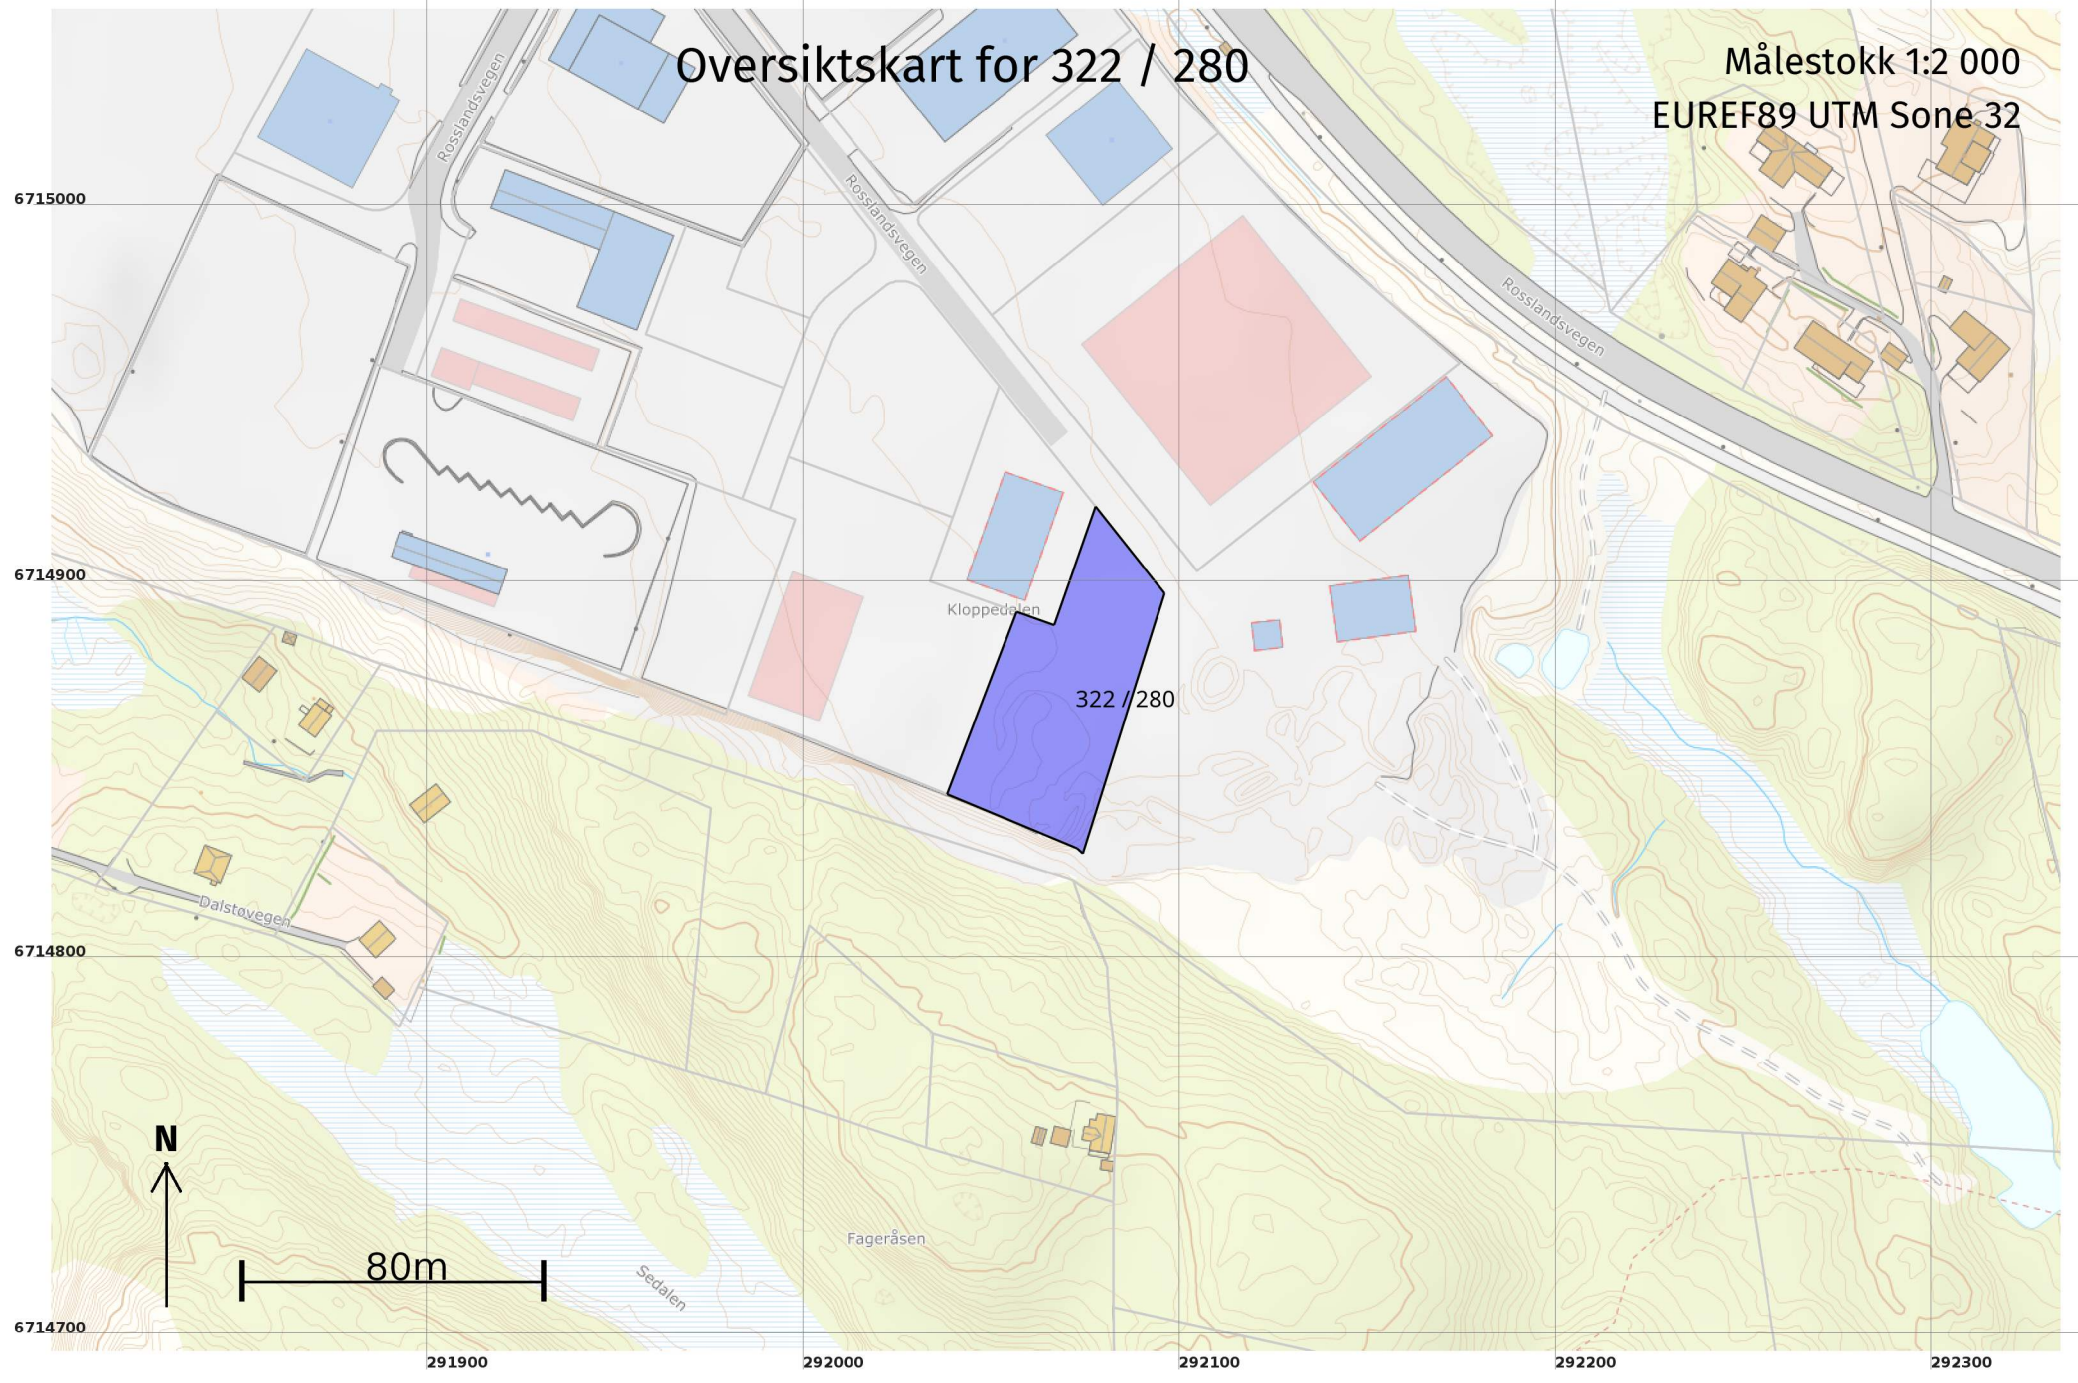 Oversiktskart for 322 / 280
Målestokk 1:2 000
EUREF89 UTM Sone 32
Rosslandsvegen
Rosslandsvegen
Rosslandsvegen
6715000
6714900
6714800
6714700
Kloppedalen
322 / 280
Dalstøvegen
N
80m
Fageråsen
Sedalen
291900
292000
292100
292200
292300